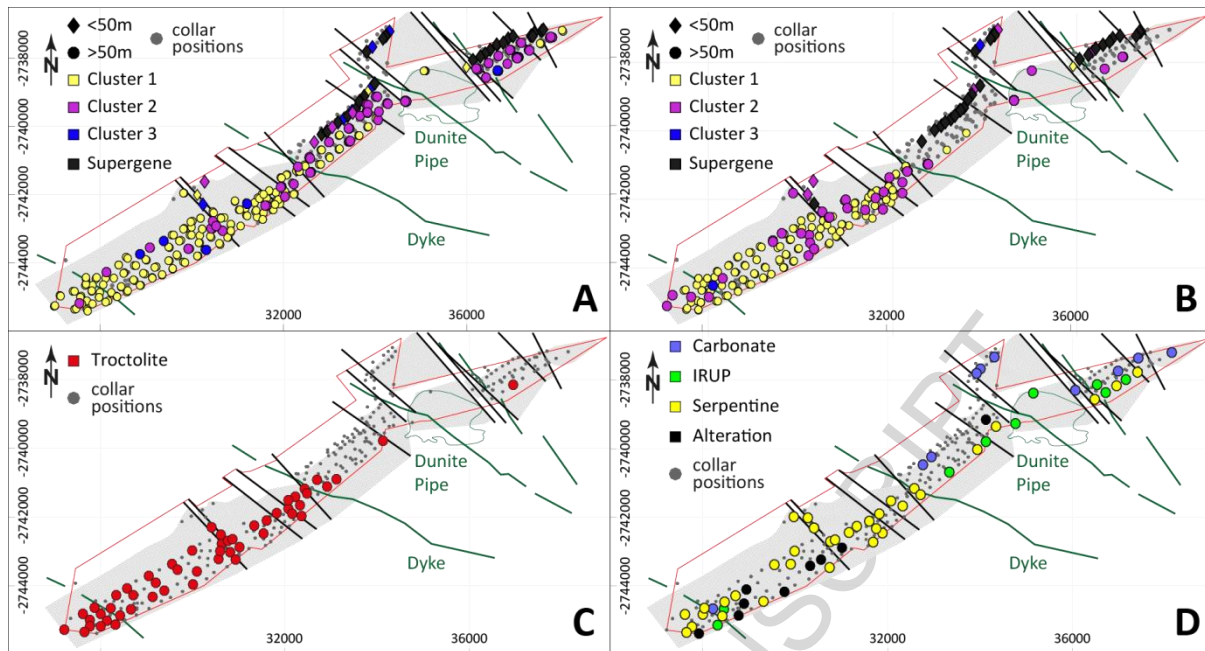 <50m
>50m
collar
positions
N
Cluster 1
Cluster 2
Cluster 3
Supergene
Dunite
Pipe
Dyke
-2738000
-2740000
-2742000
-2744000
32000
36000
A
<50m
>50m
collar
positions
N
Cluster 1
Cluster 2
Cluster 3
Supergene
Dunite
Pipe
Dyke
-2738000
-2740000
-2742000
-2744000
32000
36000
B
Troctolite
collar
positions
N
Dunite
Pipe
Dyke
-2738000
-2740000
-2742000
-2744000
32000
36000
C
Carbonate
IRUP
Serpentine
Alteration
collar
positions
N
Dunite
Pipe
Dyke
-2738000
-2740000
-2742000
-2744000
32000
36000
D
ISCRIPT